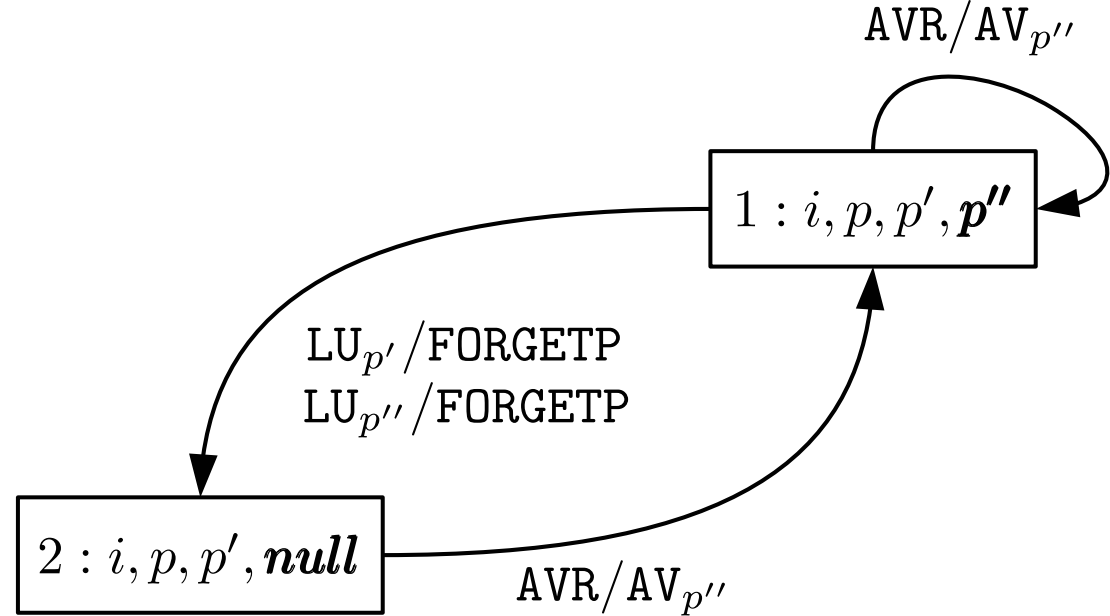 AVR/AV_{p''}
1 : i, p, p', p''
LU_{p'}/FORGETP
LU_{p''}/FORGETP
2 : i, p, p', null
AVR/AV_{p''}